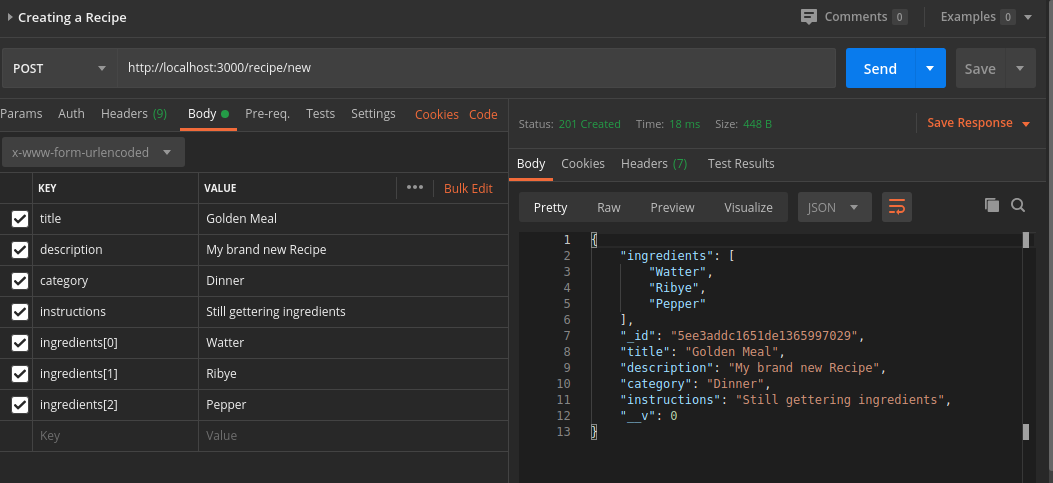 Creating a Recipe
Comments 0 Examples 0
POST http://localhost:3000/recipe/new Send Save
Params Auth Headers (9) Body Pre-req. Tests Settings Cookies Code
x-www-form-urlencoded
KEY VALUE ••• Bulk Edit
title Golden Meal
description My brand new Recipe
category Dinner
instructions Still gettering ingredients
ingredients[0] Watter
ingredients[1] Ribye
ingredients[2] Pepper
Key Value
Status: 201 Created Time: 18 ms Size: 448 B Save Response
Body Cookies Headers (7) Test Results
Pretty Raw Preview Visualize JSON
1 {
2 "ingredients": [
3 "Watter",
4 "Ribye",
5 "Pepper"
6 ],
7 "_id": "5ee3addc1651de1365997029",
8 "title": "Golden Meal",
9 "description": "My brand new Recipe",
10 "category": "Dinner",
11 "instructions": "Still gettering ingredients",
12 "__v": 0
13 }